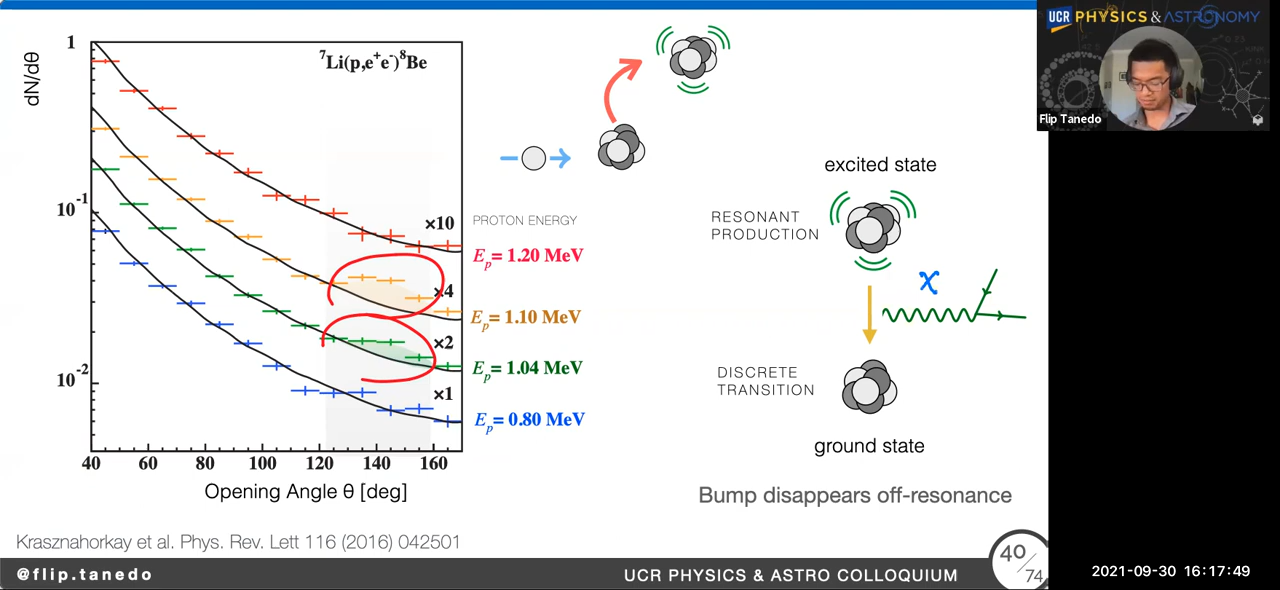 dN/dθ
1
10⁻¹
10⁻²
⁷Li(p,e⁺e⁻)⁸Be
×10
×4
×2
×1
40 60 80 100 120 140 160
Opening Angle θ [deg]
PROTON ENERGY
Eₚ= 1.20 MeV
Eₚ= 1.10 MeV
Eₚ= 1.04 MeV
Eₚ= 0.80 MeV
excited state
RESONANT
PRODUCTION
X
DISCRETE
TRANSITION
ground state
Bump disappears off-resonance
Krasznahorkay et al. Phys. Rev. Lett 116 (2016) 042501
@flip.tanedo
UCR PHYSICS & ASTRO COLLOQUIUM
40/74
UCR PHYSICS & ASTRONOMY
Flip Tanedo
2021-09-30 16:17:49